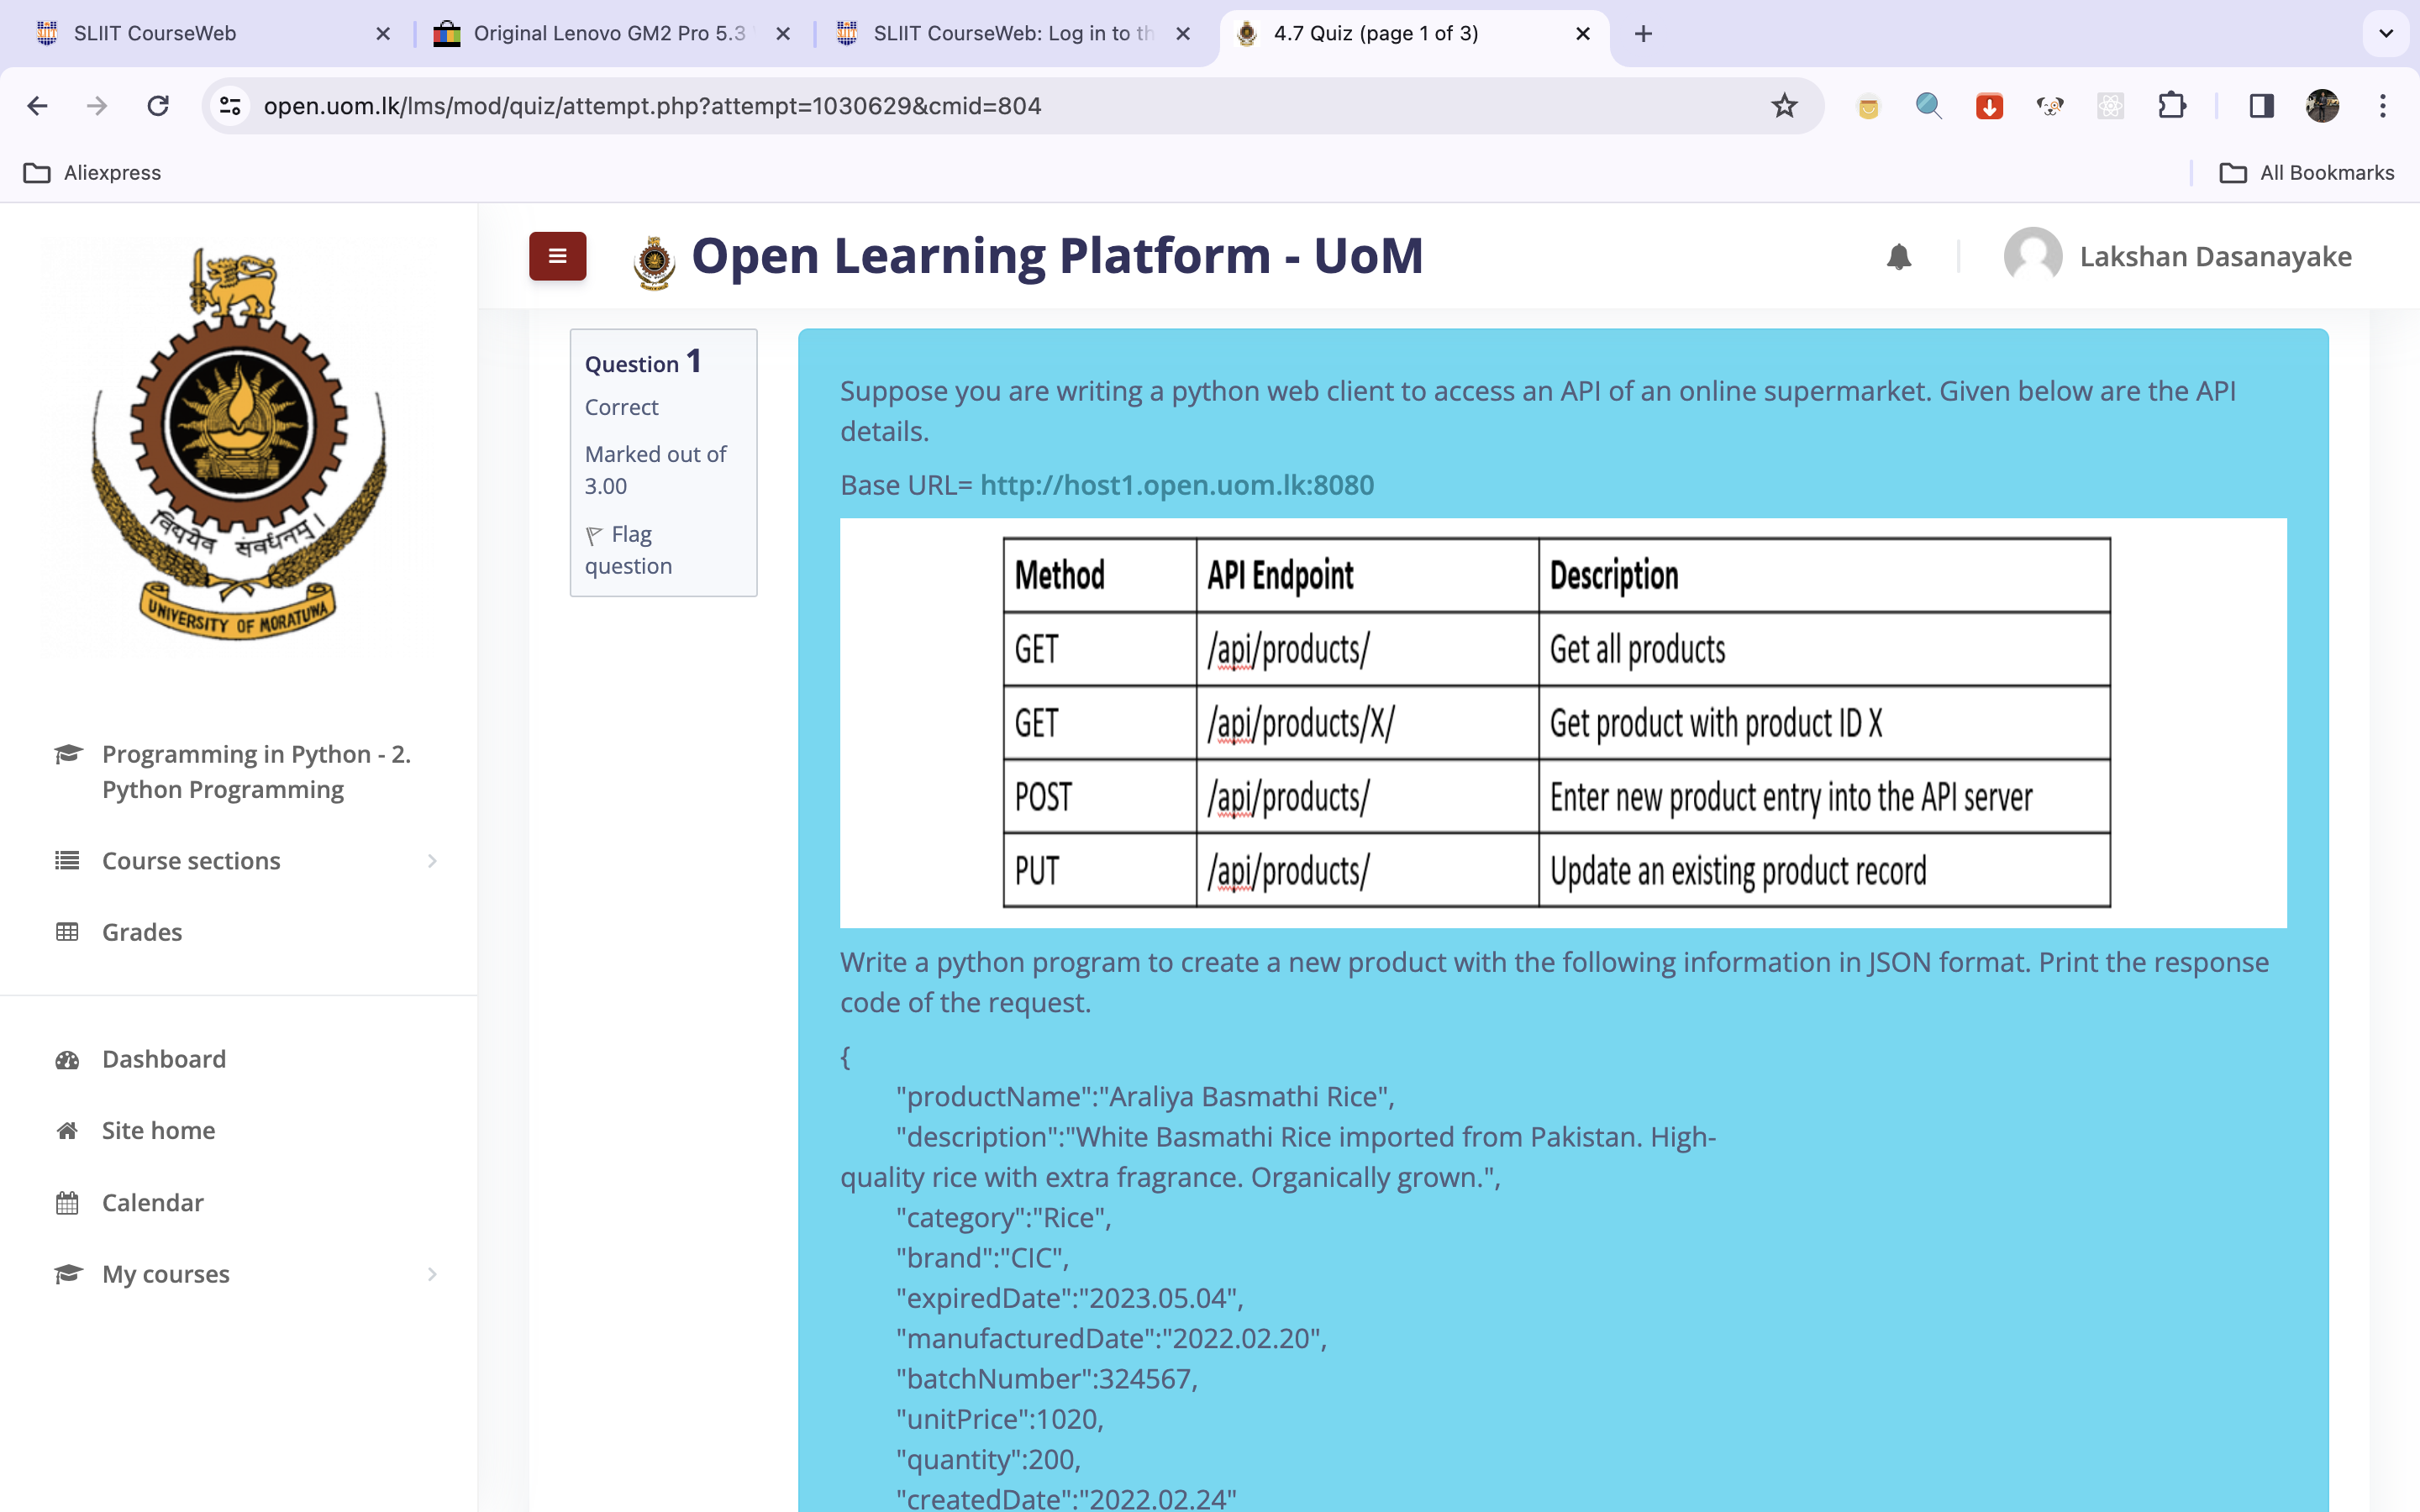 SLIIT CourseWeb
Original Lenovo GM2 Pro 5.3
SLIIT CourseWeb: Log in to th
4.7 Quiz (page 1 of 3)
open.uom.lk/lms/mod/quiz/attempt.php?attempt=1030629&cmid=804
Aliexpress
All Bookmarks
Open Learning Platform - UoM
Lakshan Dasanayake
विद्ययैव संवर्धनम्।
UNIVERSITY OF MORATUWA
Programming in Python - 2.
Python Programming
Course sections
Grades
Dashboard
Site home
Calendar
My courses
Question 1
Correct
Marked out of
3.00
Flag
question
Suppose you are writing a python web client to access an API of an online supermarket. Given below are the API
details.
Base URL= http://host1.open.uom.lk:8080
Method API Endpoint Description
GET /api/products/ Get all products
GET /api/products/X/ Get product with product ID X
POST /api/products/ Enter new product entry into the API server
PUT /api/products/ Update an existing product record
Write a python program to create a new product with the following information in JSON format. Print the response
code of the request.
{
"productName":"Araliya Basmathi Rice",
"description":"White Basmathi Rice imported from Pakistan. High-
quality rice with extra fragrance. Organically grown.",
"category":"Rice",
"brand":"CIC",
"expiredDate":"2023.05.04",
"manufacturedDate":"2022.02.20",
"batchNumber":324567,
"unitPrice":1020,
"quantity":200,
"createdDate":"2022.02.24"